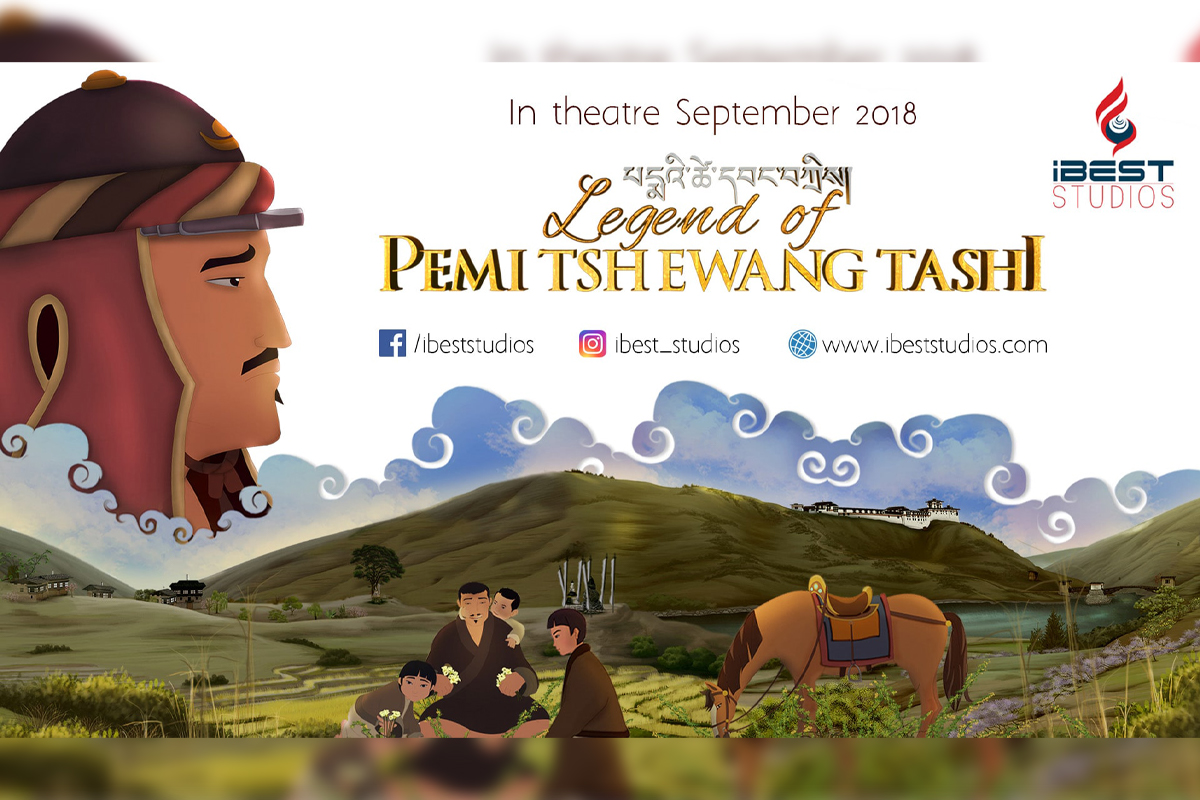 In theatre September 2018
iBEST
STUDIOS
པདྨའི་ཚེ་དབང་བཀྲིས།
Legend of
PEMI TSHEWANG TASHI
/ibeststudios
ibest_studios
www.ibeststudios.com